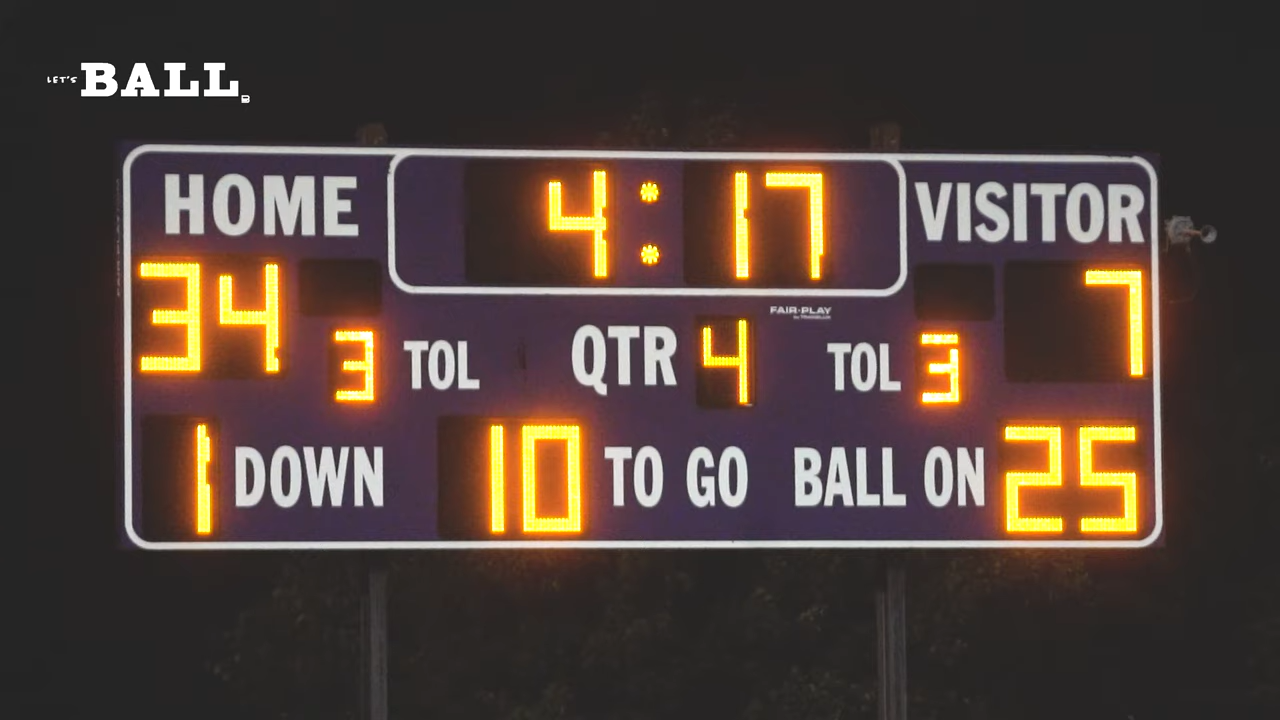 LET'S BALL
HOME 4:17 VISITOR
34 7
FAIR-PLAY
3 TOL QTR 4 TOL 3
1 DOWN 10 TO GO BALL ON 25